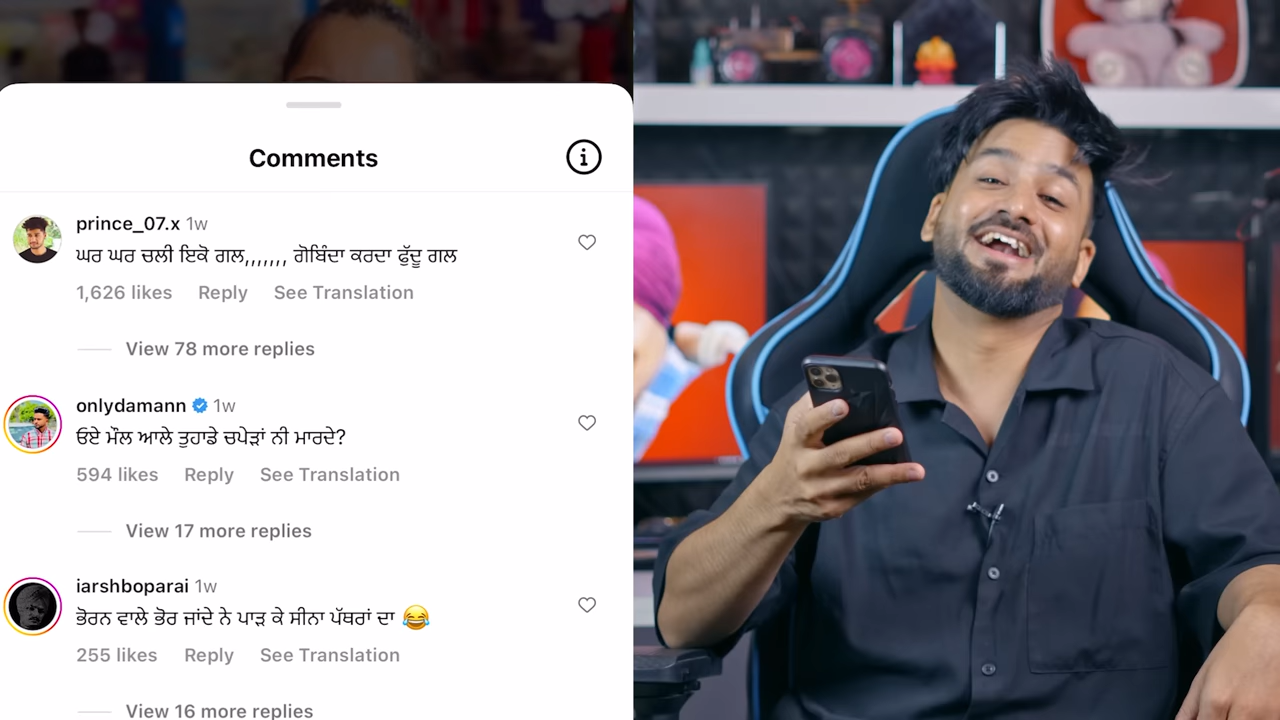 Comments
prince_07.x 1w
ਘਰ ਘਰ ਚਲੀ ਇਕੋ ਗਲ,,,,,,, ਗੋਬਿੰਦਾ ਕਰਦਾ ਫੁੱਦੂ ਗਲ
1,626 likes Reply See Translation
View 78 more replies
onlydamann 1w
ਓਏ ਮੌਲ ਆਲੇ ਤੁਹਾਡੇ ਚਪੇੜਾਂ ਨੀ ਮਾਰਦੇ?
594 likes Reply See Translation
View 17 more replies
iarshboparai 1w
ਭੋਰਨ ਵਾਲੇ ਭੋਰ ਜਾਂਦੇ ਨੇ ਪਾੜ ਕੇ ਸੀਨਾ ਪੱਥਰਾਂ ਦਾ 😂
255 likes Reply See Translation
View 16 more replies